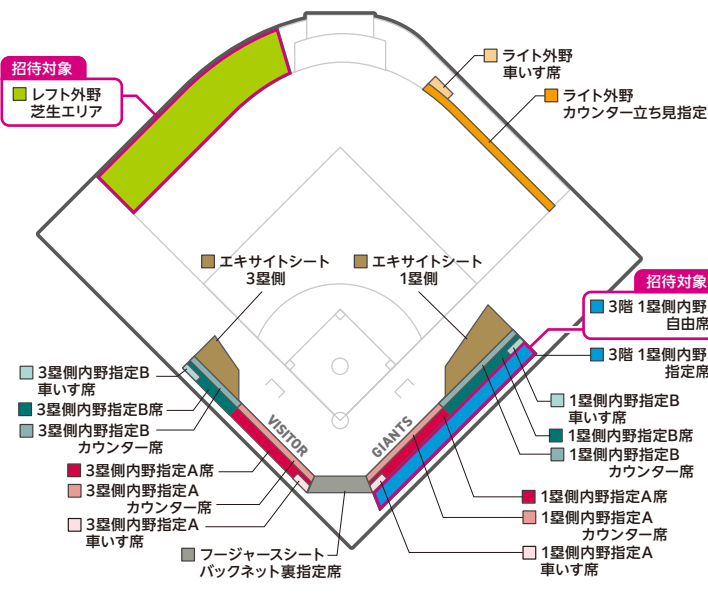 招待対象
レフト外野
芝生エリア
ライト外野
車いす席
ライト外野
カウンター立ち見指定
エキサイトシート
3塁側
エキサイトシート
1塁側
招待対象
3階 1塁側内野
自由席
3階 1塁側内野
指定席
3塁側内野指定B
車いす席
3塁側内野指定B席
3塁側内野指定B
カウンター席
3塁側内野指定A席
3塁側内野指定A
カウンター席
3塁側内野指定A
車いす席
VISITOR
GIANTS
1塁側内野指定B
車いす席
1塁側内野指定B席
1塁側内野指定B
カウンター席
1塁側内野指定A席
1塁側内野指定A
カウンター席
1塁側内野指定A
車いす席
フージャースシート
バックネット裏指定席